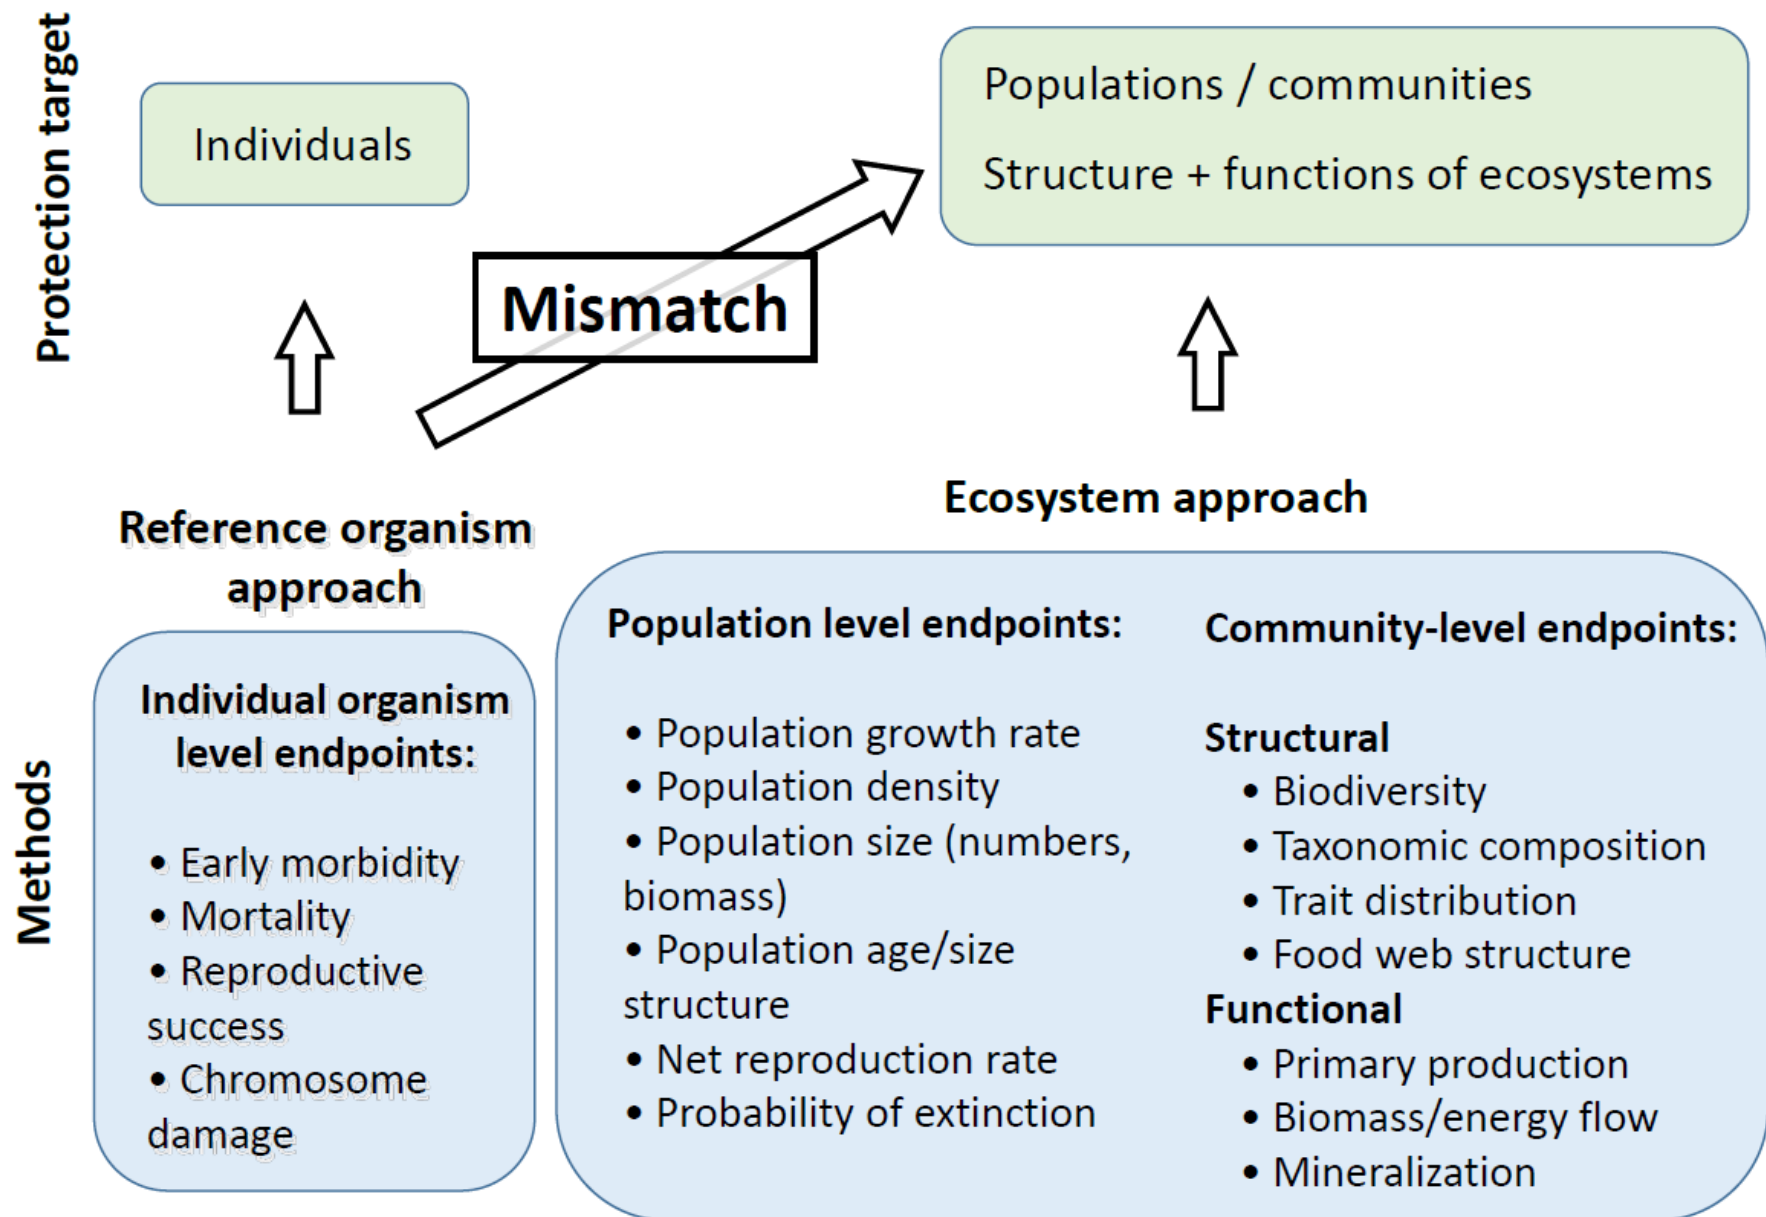 Protection target
Individuals
Populations / communities
Structure + functions of ecosystems
Mismatch
Reference organism
approach
Ecosystem approach
Methods
Individual organism
level endpoints:
• Early morbidity
• Mortality
• Reproductive
success
• Chromosome
damage
Population level endpoints:
• Population growth rate
• Population density
• Population size (numbers,
biomass)
• Population age/size
structure
• Net reproduction rate
• Probability of extinction
Community-level endpoints:
Structural
• Biodiversity
• Taxonomic composition
• Trait distribution
• Food web structure
Functional
• Primary production
• Biomass/energy flow
• Mineralization